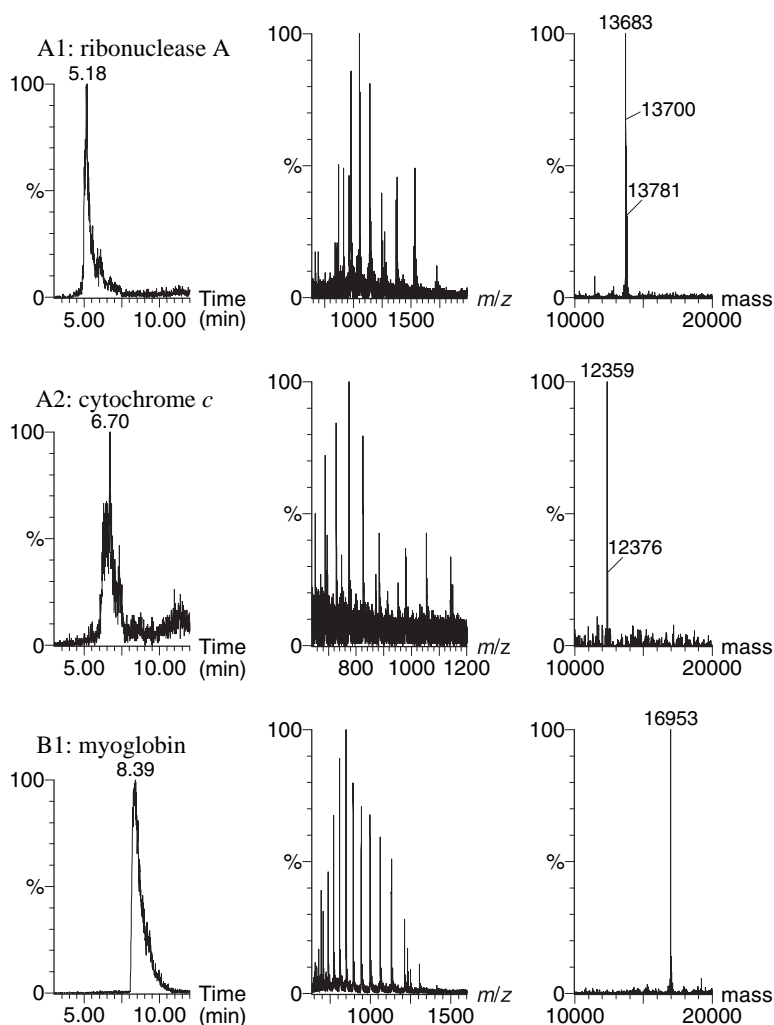 A1: ribonuclease A
5.18
100
%
0
5.00 10.00
Time
(min)
%
100
0
1000 1500
m/z
13683
100
13700
%
13781
0
10000 20000
mass
A2: cytochrome c
6.70
100
%
0
5.00 10.00
Time
(min)
100
%
0
800 1000 1200
m/z
12359
100
%
12376
0
10000 20000
mass
B1: myoglobin
8.39
100
%
0
5.00 10.00
Time
(min)
100
%
0
1000 1500
m/z
16953
100
%
0
10000 20000
mass